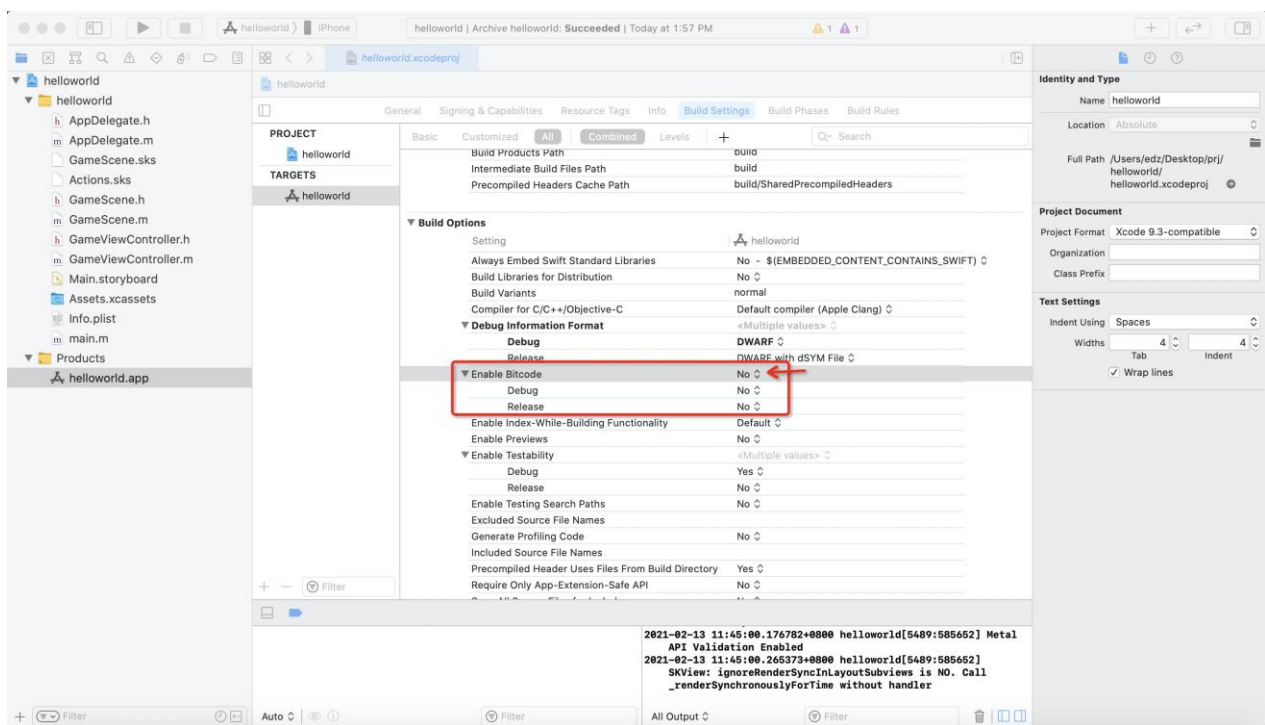 helloworld
iPhone
helloworld | Archive helloworld: Succeeded | Today at 1:57 PM
1
1
helloworld
helloworld
AppDelegate.h
AppDelegate.m
GameScene.sks
Actions.sks
GameScene.h
GameScene.m
GameViewController.h
GameViewController.m
Main.storyboard
Assets.xcassets
Info.plist
main.m
Products
helloworld.app
Filter
helloworld.xcodeproj
helloworld
General Signing & Capabilities Resource Tags Info Build Settings Build Phases Build Rules
PROJECT
helloworld
TARGETS
helloworld
Filter
Basic Customized All Combined Levels + Search
Build Products Path build
Intermediate Build Files Path build
Precompiled Headers Cache Path build/SharedPrecompiledHeaders
Build Options
Setting helloworld
Always Embed Swift Standard Libraries No - $(EMBEDDED_CONTENT_CONTAINS_SWIFT)
Build Libraries for Distribution No
Build Variants normal
Compiler for C/C++/Objective-C Default compiler (Apple Clang)
Debug Information Format <Multiple values>
Debug DWARF
Release DWARF with dSYM File
Enable Bitcode No
Debug No
Release No
Enable Index-While-Building Functionality Default
Enable Previews No
Enable Testability <Multiple values>
Debug Yes
Release No
Enable Testing Search Paths No
Excluded Source File Names
Generate Profiling Code No
Included Source File Names
Precompiled Header Uses Files From Build Directory Yes
Require Only App-Extension-Safe API No
2021-02-13 11:45:00.176782+0800 helloworld[5489:585652] Metal
API Validation Enabled
2021-02-13 11:45:00.265373+0800 helloworld[5489:585652]
SKView: ignoreRenderSyncInLayoutSubviews is NO. Call
_renderSynchronouslyForTime without handler
Auto
Filter
All Output
Filter
Identity and Type
Name helloworld
Location Absolute
Full Path /Users/edz/Desktop/prj/
helloworld/
helloworld.xcodeproj
Project Document
Project Format Xcode 9.3-compatible
Organization
Class Prefix
Text Settings
Indent Using Spaces
Widths 4 4
Tab Indent
Wrap lines